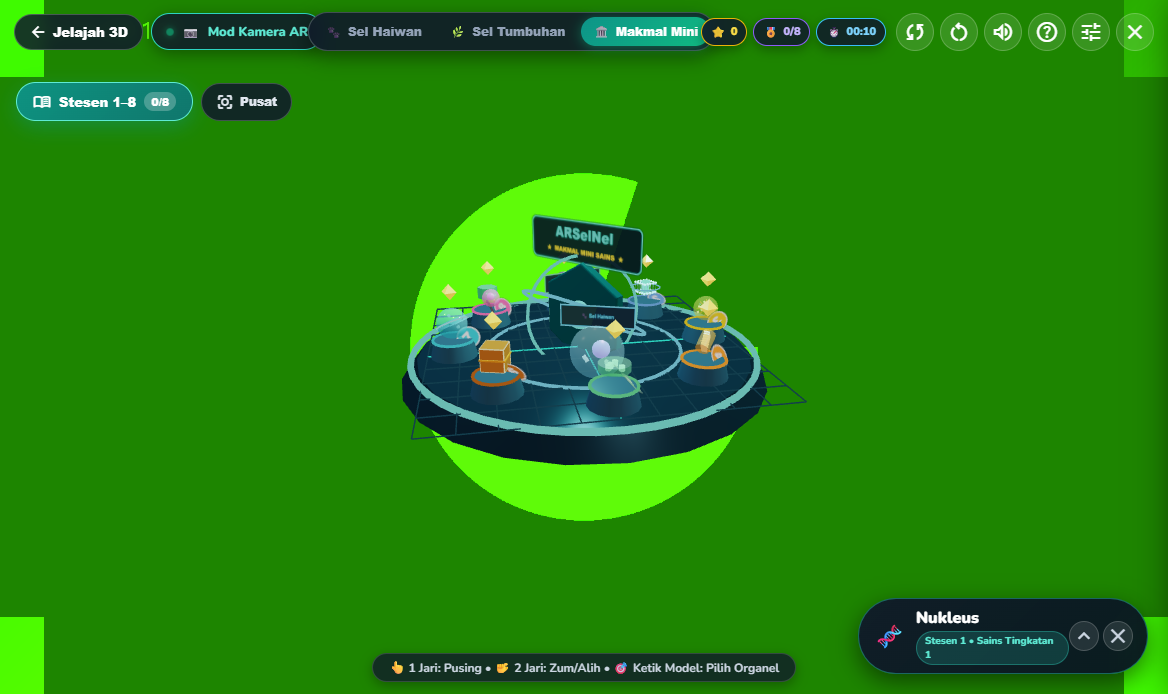 Jelajah 3D
Mod Kamera AR
Sel Haiwan
Sel Tumbuhan
Makmal Mini
0
0/8
00:10
Stesen 1–8 0/8
Pusat
ARSelNel
★ MAKMAL MINI SAINS ★
Sel Haiwan
Nukleus
Stesen 1 • Sains Tingkatan
1
1 Jari: Pusing • 2 Jari: Zum/Alih • Ketik Model: Pilih Organel